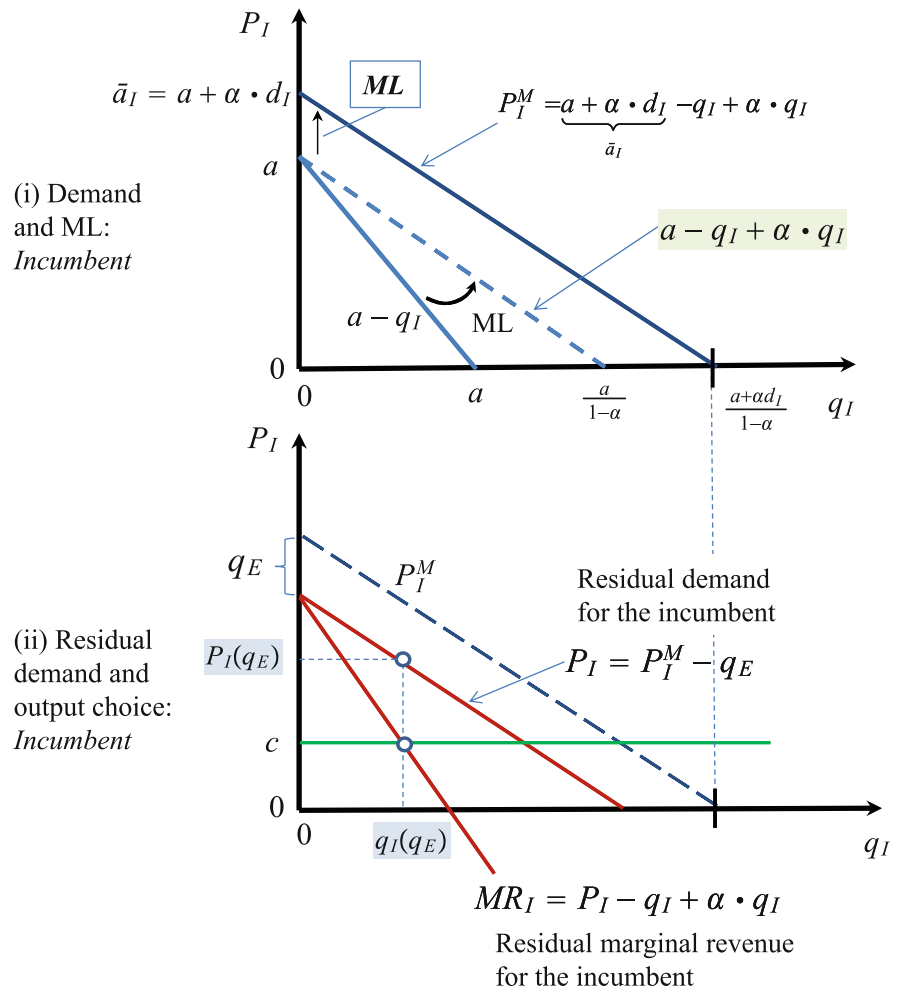 P_I
ā_I = a + α • d_I
ML
P_I^M = a + α • d_I − q_I + α • q_I
ā_I
a
(i) Demand
and ML:
Incumbent
a − q_I + α • q_I
a − q_I
ML
0
0
a
a/(1−α)
(a+αd_I)/(1−α)
q_I
P_I
q_E
P_I^M
Residual demand
for the incumbent
(ii) Residual
demand and
output choice:
Incumbent
P_I(q_E)
P_I = P_I^M − q_E
c
0
0
q_I(q_E)
q_I
MR_I = P_I − q_I + α • q_I
Residual marginal revenue
for the incumbent